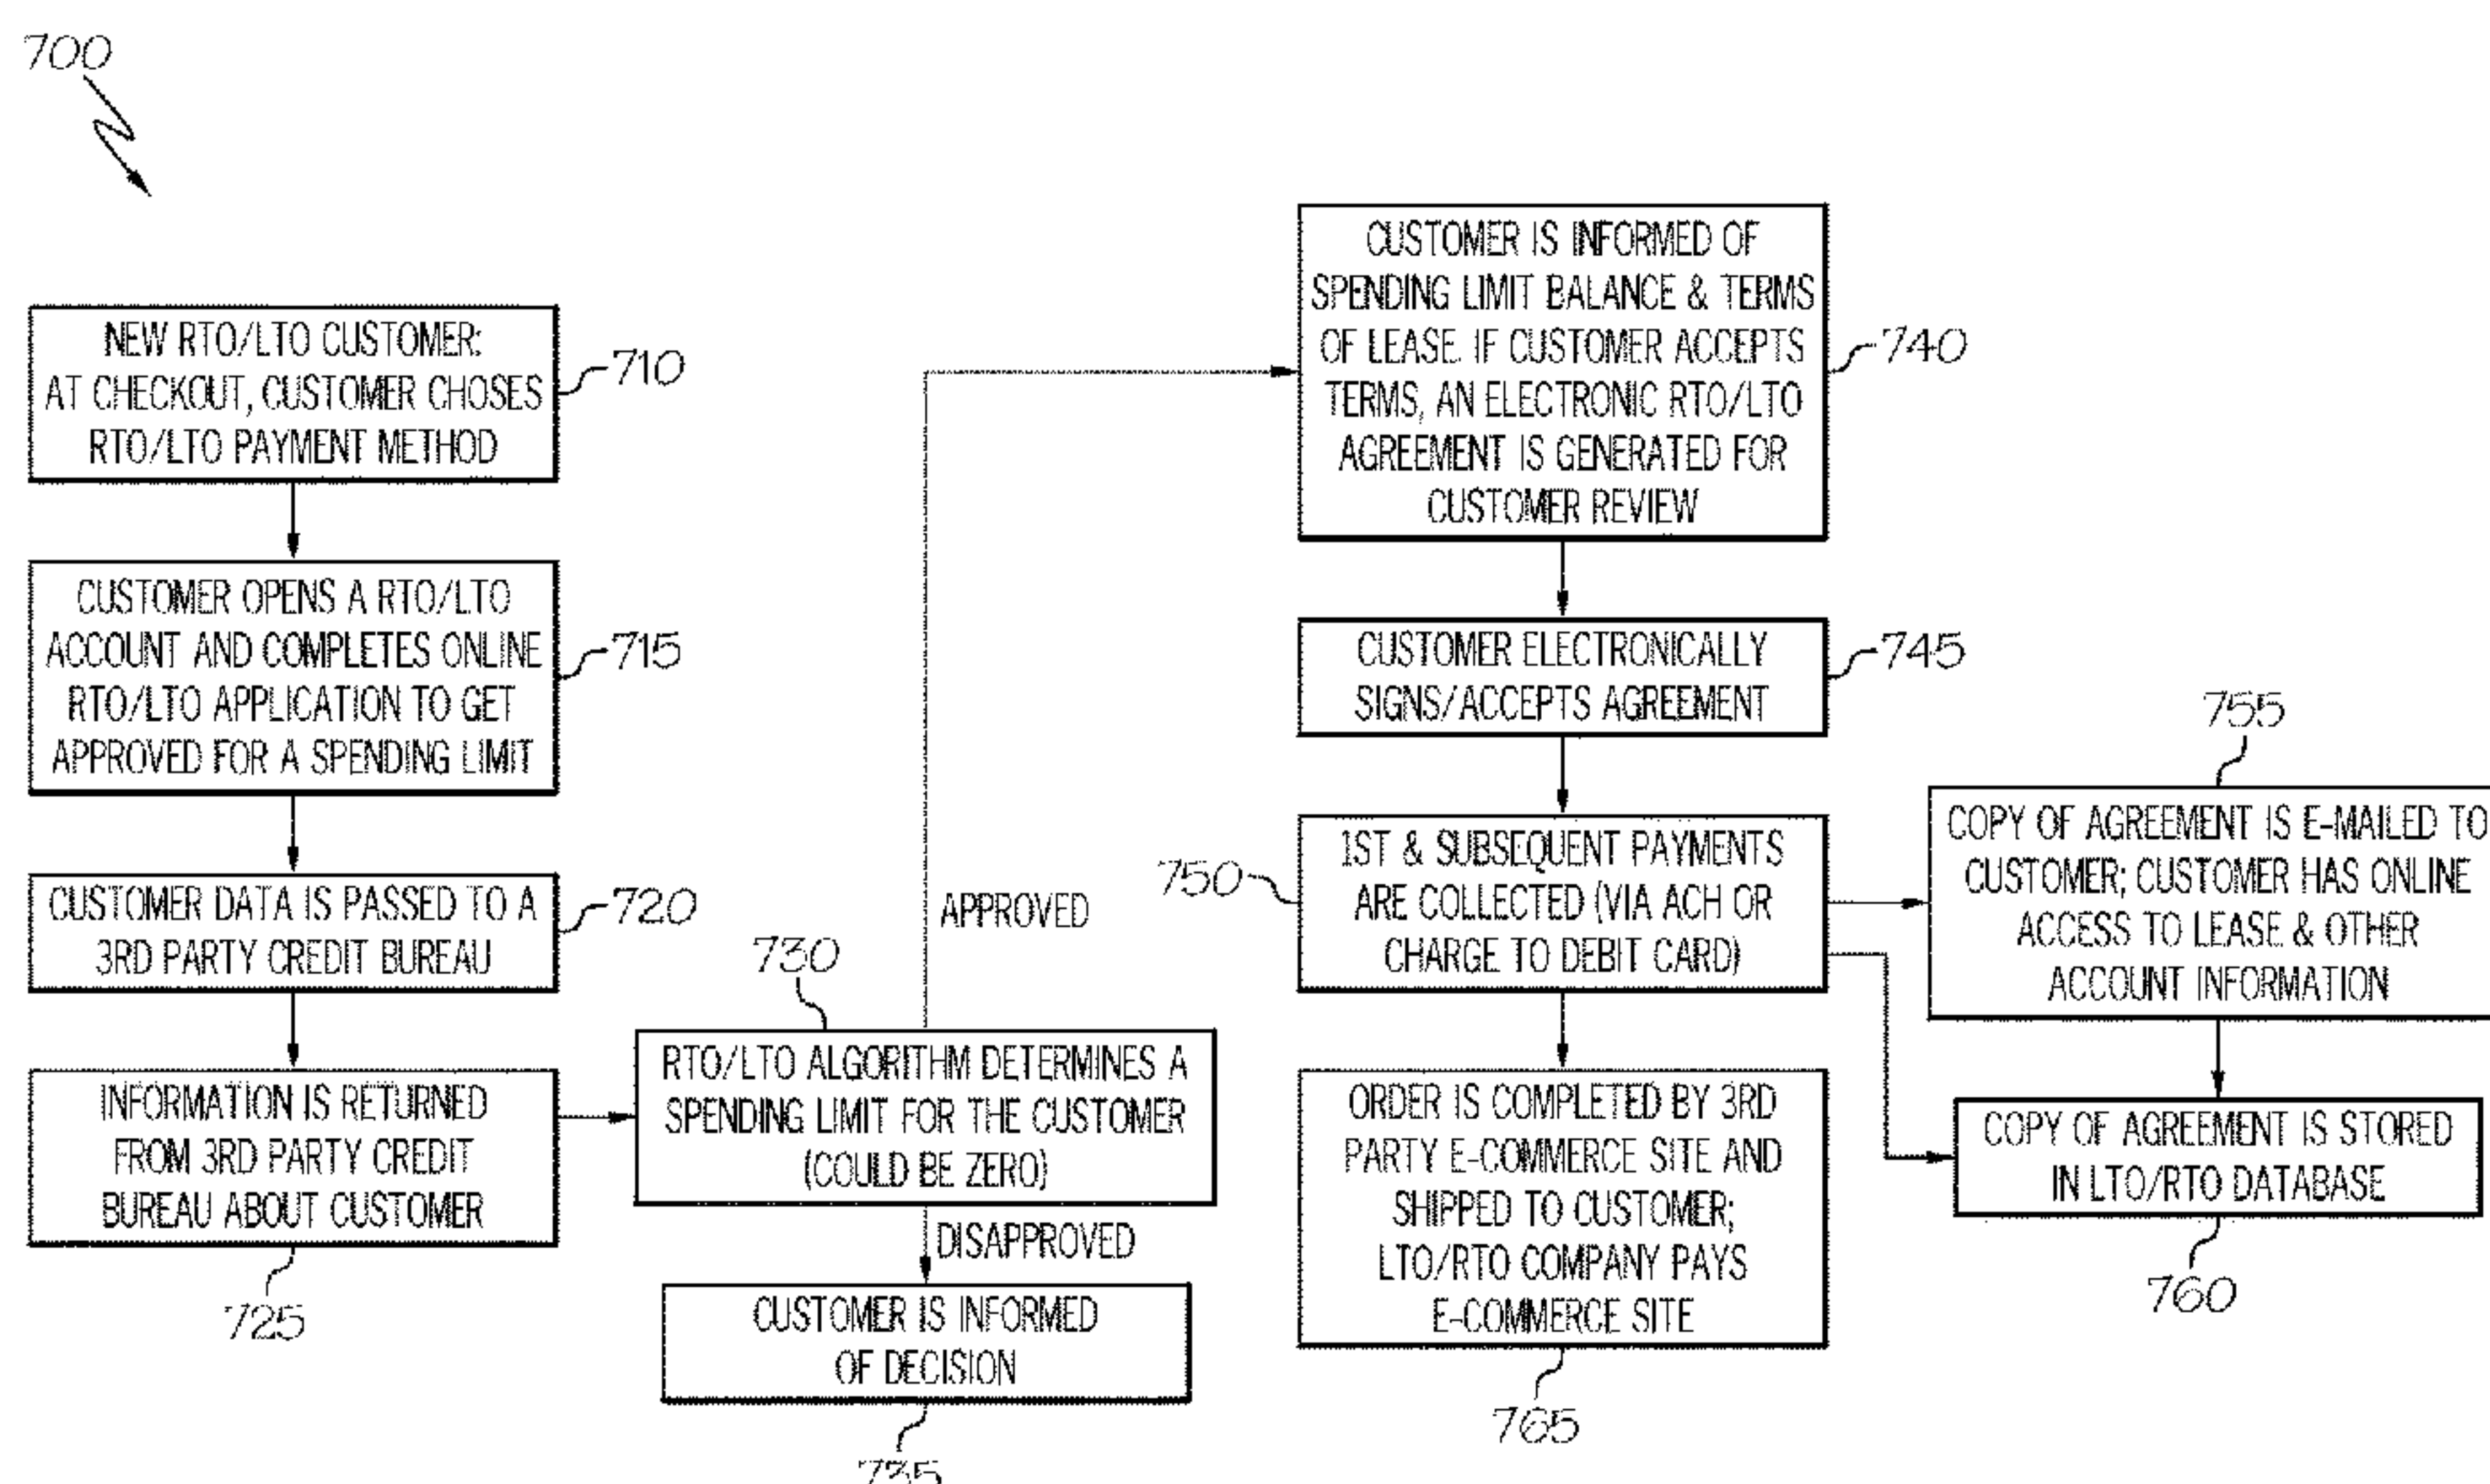 700
NEW RTO/LTO CUSTOMER:
AT CHECKOUT, CUSTOMER CHOSES
RTO/LTO PAYMENT METHOD
710
CUSTOMER OPENS A RTO/LTO
ACCOUNT AND COMPLETES ONLINE
RTO/LTO APPLICATION TO GET
APPROVED FOR A SPENDING LIMIT
715
CUSTOMER DATA IS PASSED TO A
3RD PARTY CREDIT BUREAU
720
INFORMATION IS RETURNED
FROM 3RD PARTY CREDIT
BUREAU ABOUT CUSTOMER
725
730
RTO/LTO ALGORITHM DETERMINES A
SPENDING LIMIT FOR THE CUSTOMER
(COULD BE ZERO)
APPROVED
DISAPPROVED
CUSTOMER IS INFORMED
OF DECISION
735
CUSTOMER IS INFORMED OF
SPENDING LIMIT BALANCE & TERMS
OF LEASE. IF CUSTOMER ACCEPTS
TERMS, AN ELECTRONIC RTO/LTO
AGREEMENT IS GENERATED FOR
CUSTOMER REVIEW
740
CUSTOMER ELECTRONICALLY
SIGNS/ACCEPTS AGREEMENT
745
750
1ST & SUBSEQUENT PAYMENTS
ARE COLLECTED (VIA ACH OR
CHARGE TO DEBIT CARD)
ORDER IS COMPLETED BY 3RD
PARTY E-COMMERCE SITE AND
SHIPPED TO CUSTOMER;
LTO/RTO COMPANY PAYS
E-COMMERCE SITE
765
755
COPY OF AGREEMENT IS E-MAILED TO
CUSTOMER; CUSTOMER HAS ONLINE
ACCESS TO LEASE & OTHER
ACCOUNT INFORMATION
COPY OF AGREEMENT IS STORED
IN LTO/RTO DATABASE
760